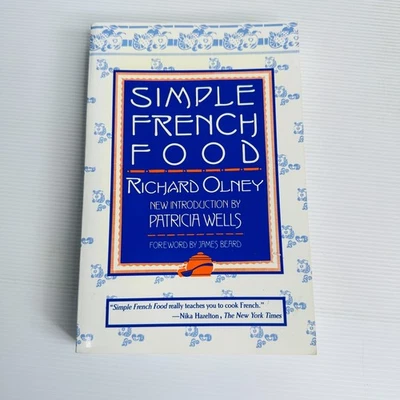 SIMPLE
FRENCH
FOOD
RICHARD OLNEY
NEW INTRODUCTION BY
PATRICIA WELLS
FOREWORD BY JAMES BEARD
"Simple French Food really teaches you to cook French."
—Nika Hazelton, The New York Times